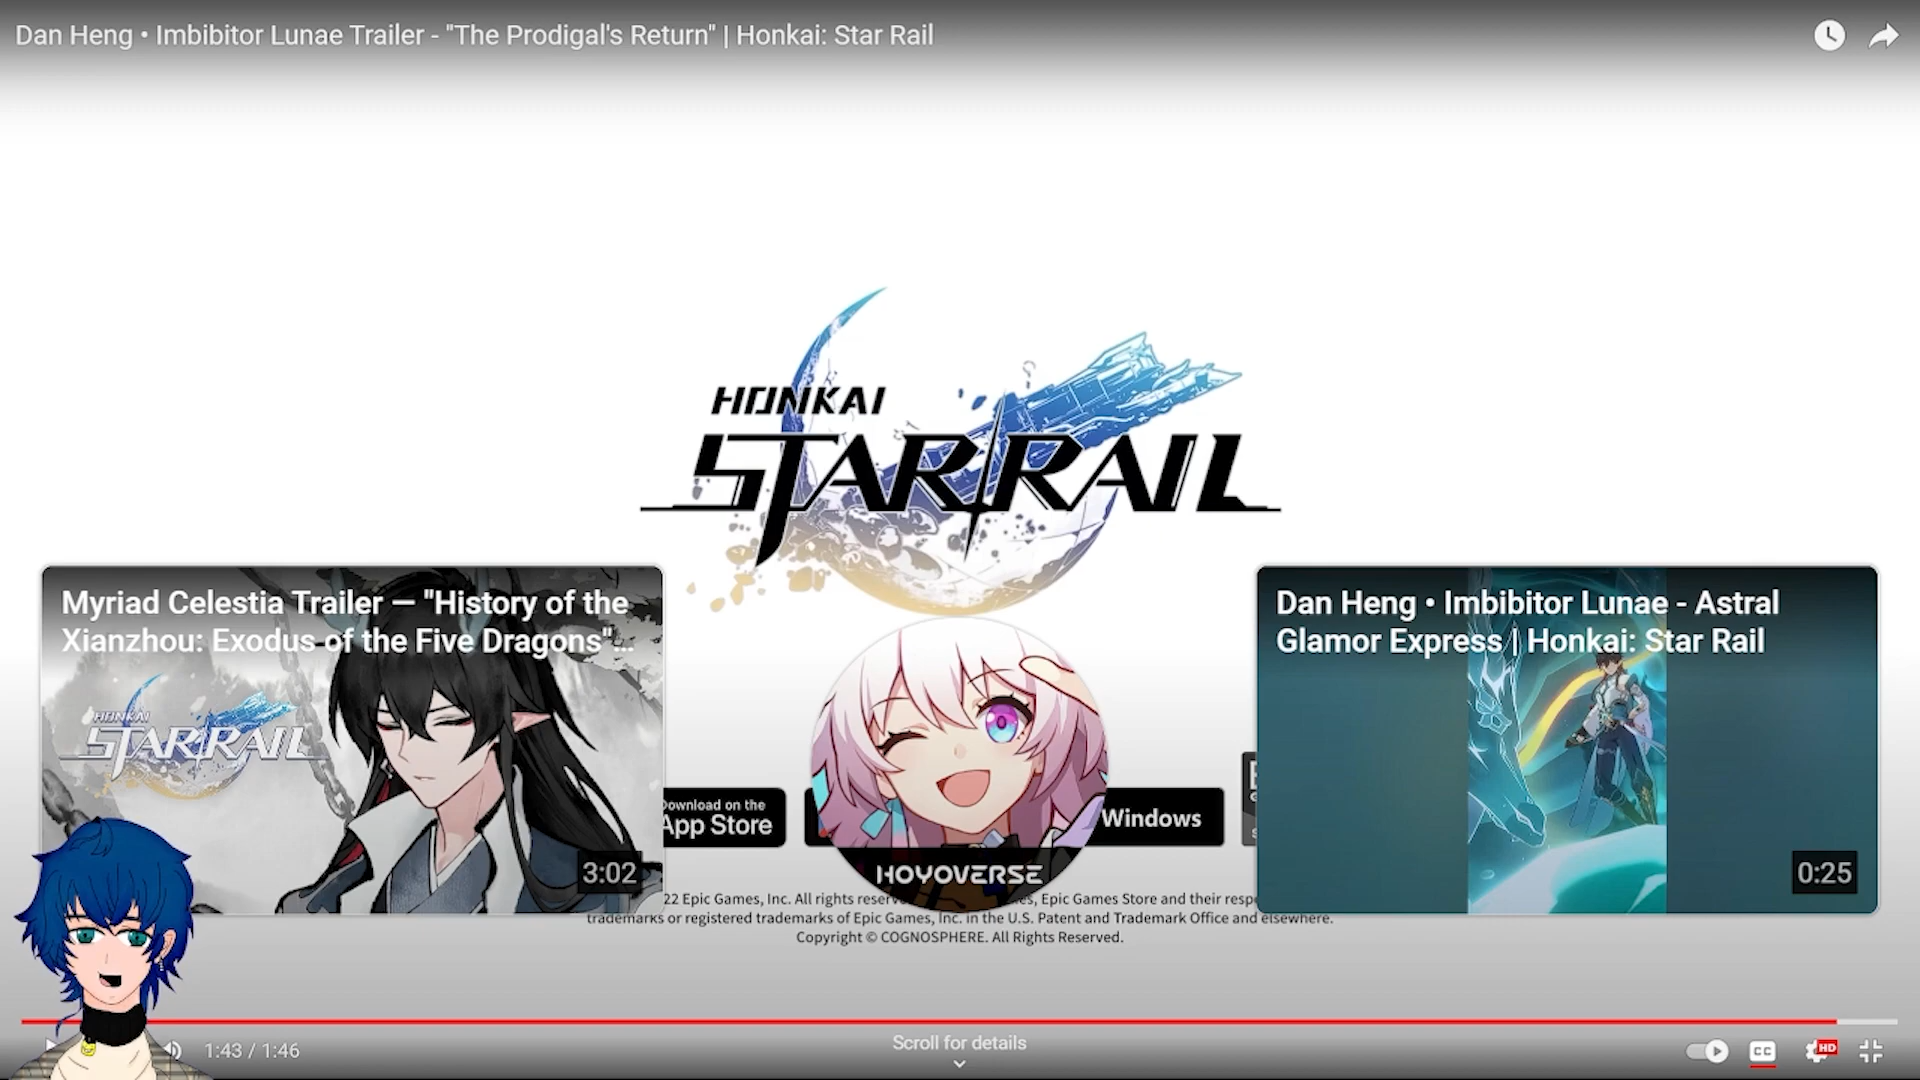 Dan Heng • Imbibitor Lunae Trailer - "The Prodigal's Return" | Honkai: Star Rail
HONKAI
STAR RAIL
Myriad Celestia Trailer — "History of the
Xianzhou: Exodus of the Five Dragons"...
HONKAI
STAR RAIL
3:02
Dan Heng • Imbibitor Lunae - Astral
Glamor Express | Honkai: Star Rail
0:25
Download on the
App Store
Windows
HOYOVERSE
22 Epic Games, Inc. All rights reserv es, Epic Games Store and their resp
trademarks or registered trademarks of Epic Games, Inc. in the U.S. Patent and Trademark Office and elsewhere.
Copyright © COGNOSPHERE. All Rights Reserved.
Scroll for details
1:43 / 1:46
CC
HD